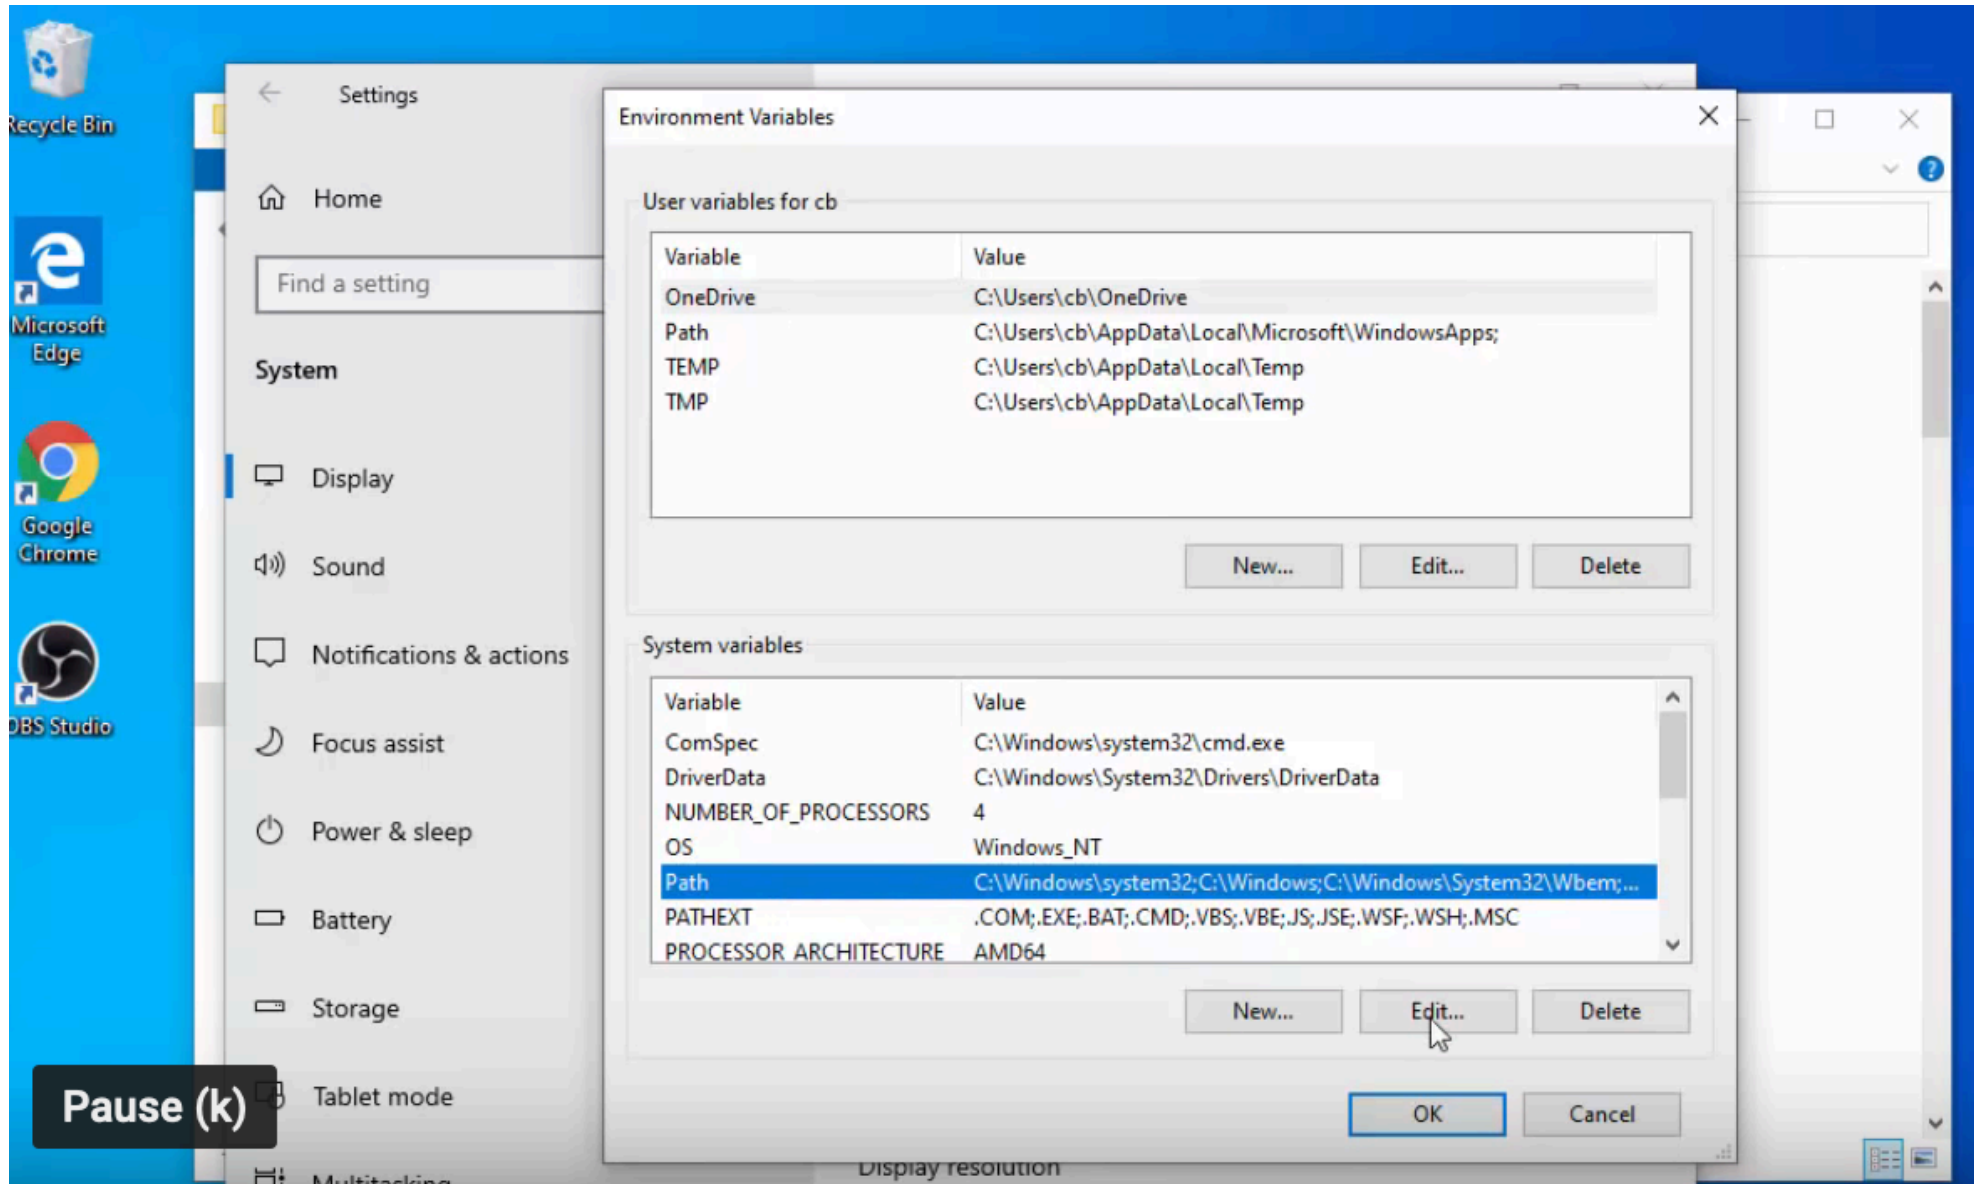 Recycle Bin
Microsoft
Edge
Google
Chrome
OBS Studio
Settings
Home
Find a setting
System
Display
Sound
Notifications & actions
Focus assist
Power & sleep
Battery
Storage
Tablet mode
Multitasking
Pause (k)
Environment Variables
User variables for cb
Variable Value
OneDrive C:\Users\cb\OneDrive
Path C:\Users\cb\AppData\Local\Microsoft\WindowsApps;
TEMP C:\Users\cb\AppData\Local\Temp
TMP C:\Users\cb\AppData\Local\Temp
New... Edit... Delete
System variables
Variable Value
ComSpec C:\Windows\system32\cmd.exe
DriverData C:\Windows\System32\Drivers\DriverData
NUMBER_OF_PROCESSORS 4
OS Windows_NT
Path C:\Windows\system32;C:\Windows;C:\Windows\System32\Wbem;...
PATHEXT .COM;.EXE;.BAT;.CMD;.VBS;.VBE;.JS;.JSE;.WSF;.WSH;.MSC
PROCESSOR_ARCHITECTURE AMD64
New... Edit... Delete
OK Cancel
Display resolution